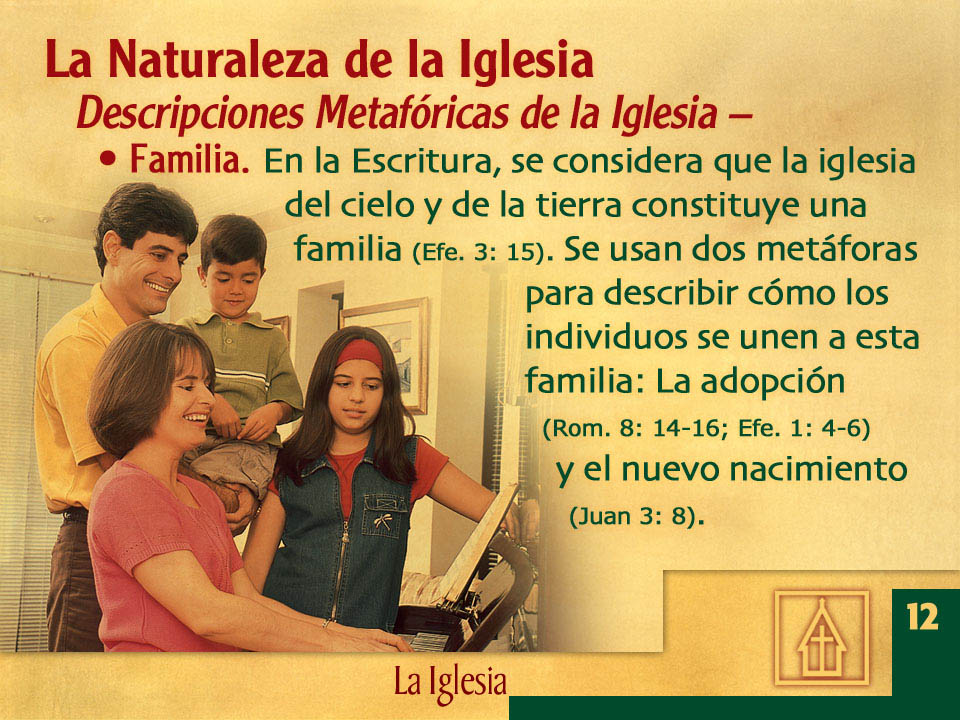 La Naturaleza de la Iglesia
Descripciones Metafóricas de la Iglesia –
• Familia. En la Escritura, se considera que la iglesia
del cielo y de la tierra constituye una
familia (Efe. 3: 15). Se usan dos metáforas
para describir cómo los
individuos se unen a esta
familia: La adopción
(Rom. 8: 14-16; Efe. 1: 4-6)
y el nuevo nacimiento
(Juan 3: 8).
12
La Iglesia